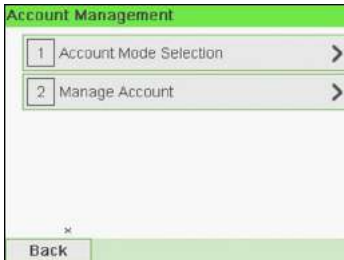 Account Management
1 Account Mode Selection
2 Manage Account
Back